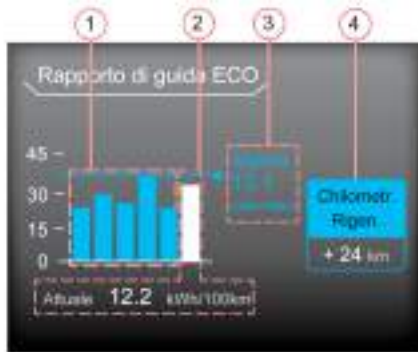 1 2 3 4
Rapporto di guida ECO
45
30
15
0
Chilometr.
Rigen.
+ 24 km
Attuale 12.2 kWh/100km